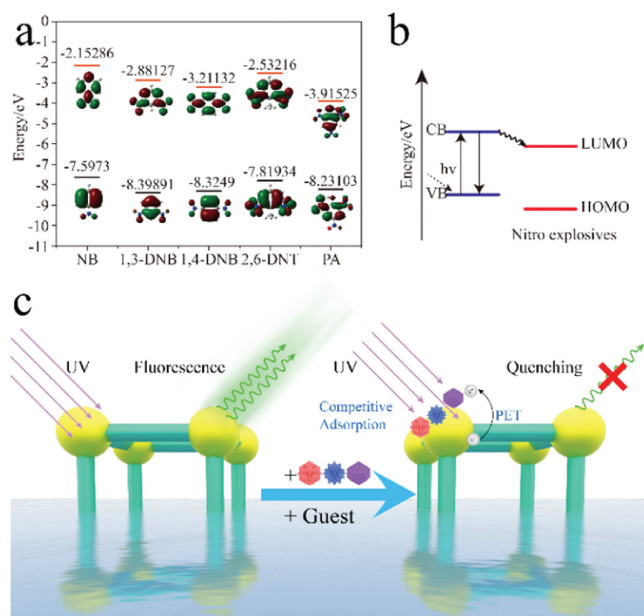 a
Energy/eV
0
-1
-2
-3
-4
-5
-6
-7
-8
-9
-10
-11
-2.15286
-2.88127
-3.21132
-2.53216
-3.91525
-7.5973
-8.39891
-8.3249
-7.81934
-8.23103
NB
1,3-DNB
1,4-DNB
2,6-DNT
PA
b
Energy/eV
CB
hv
VB
LUMO
HOMO
Nitro explosives
c
UV
Fluorescence
+
+ Guest
UV
Quenching
Competitive
Adsorption
PET